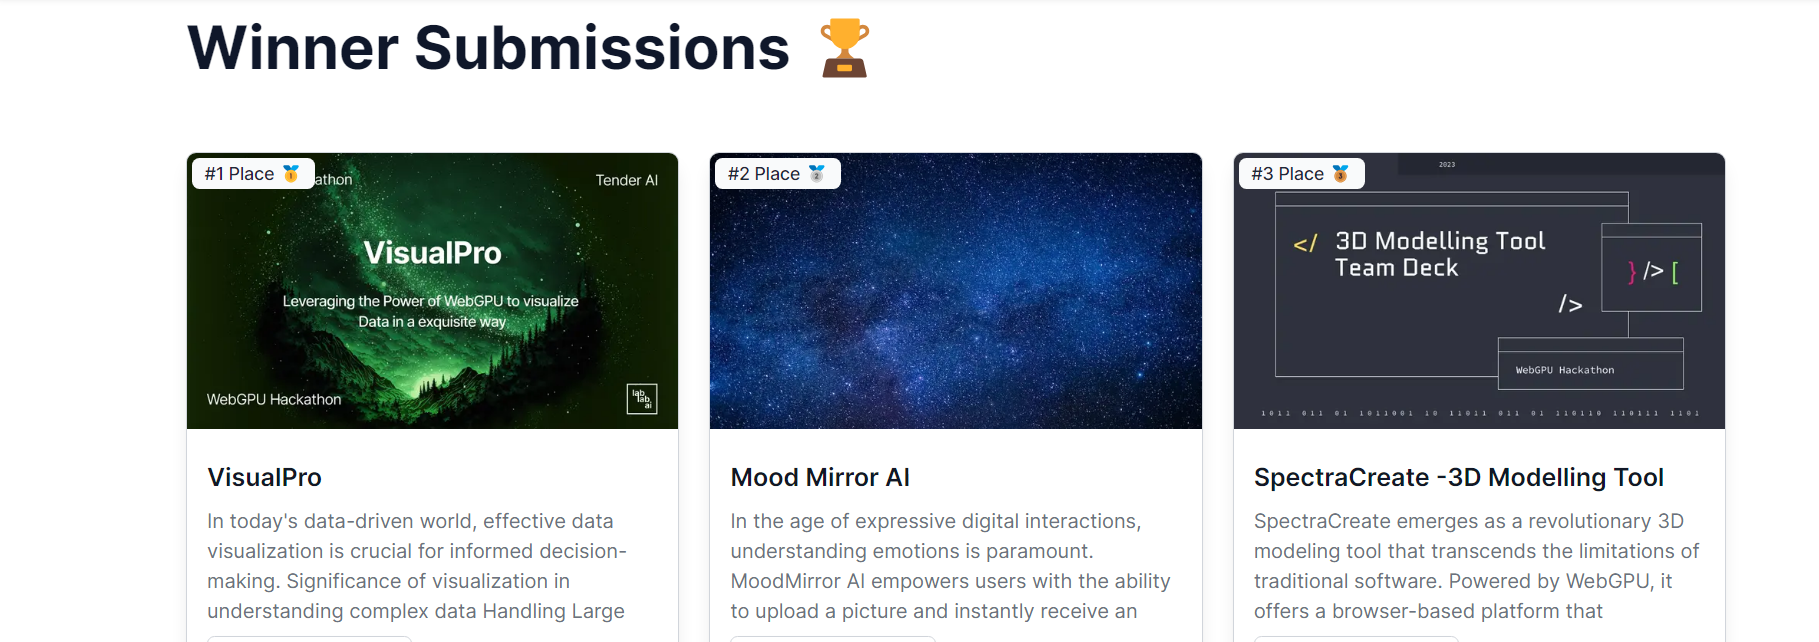 Winner Submissions
#1 Place
athon
Tender AI
VisualPro
Leveraging the Power of WebGPU to visualize
Data in a exquisite way
WebGPU Hackathon
lab
lab
ai
VisualPro
In today's data-driven world, effective data
visualization is crucial for informed decision-
making. Significance of visualization in
understanding complex data Handling Large
#2 Place
Mood Mirror AI
In the age of expressive digital interactions,
understanding emotions is paramount.
MoodMirror AI empowers users with the ability
to upload a picture and instantly receive an
#3 Place
2023
</ 3D Modelling Tool
Team Deck
} /> [
/>
WebGPU Hackathon
1011 011 01 1011001 10 11011 011 01 110110 110111 1101
SpectraCreate -3D Modelling Tool
SpectraCreate emerges as a revolutionary 3D
modeling tool that transcends the limitations of
traditional software. Powered by WebGPU, it
offers a browser-based platform that